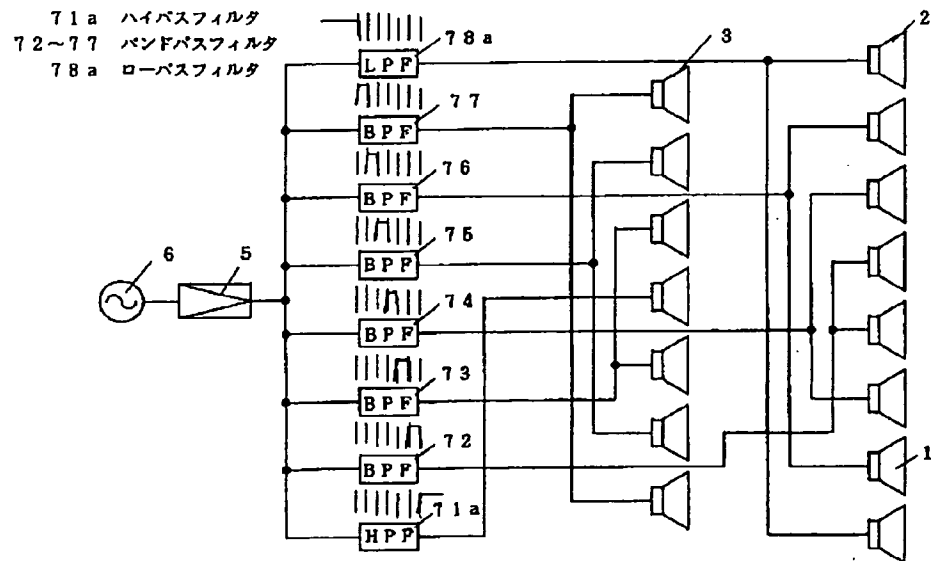 71a ハイパスフィルタ
72~77 バンドパスフィルタ
78a ローパスフィルタ
2
3
78a
LPF
77
BPF
76
BPF
75
BPF
6
5
74
BPF
73
BPF
72
BPF
1
71a
HPF